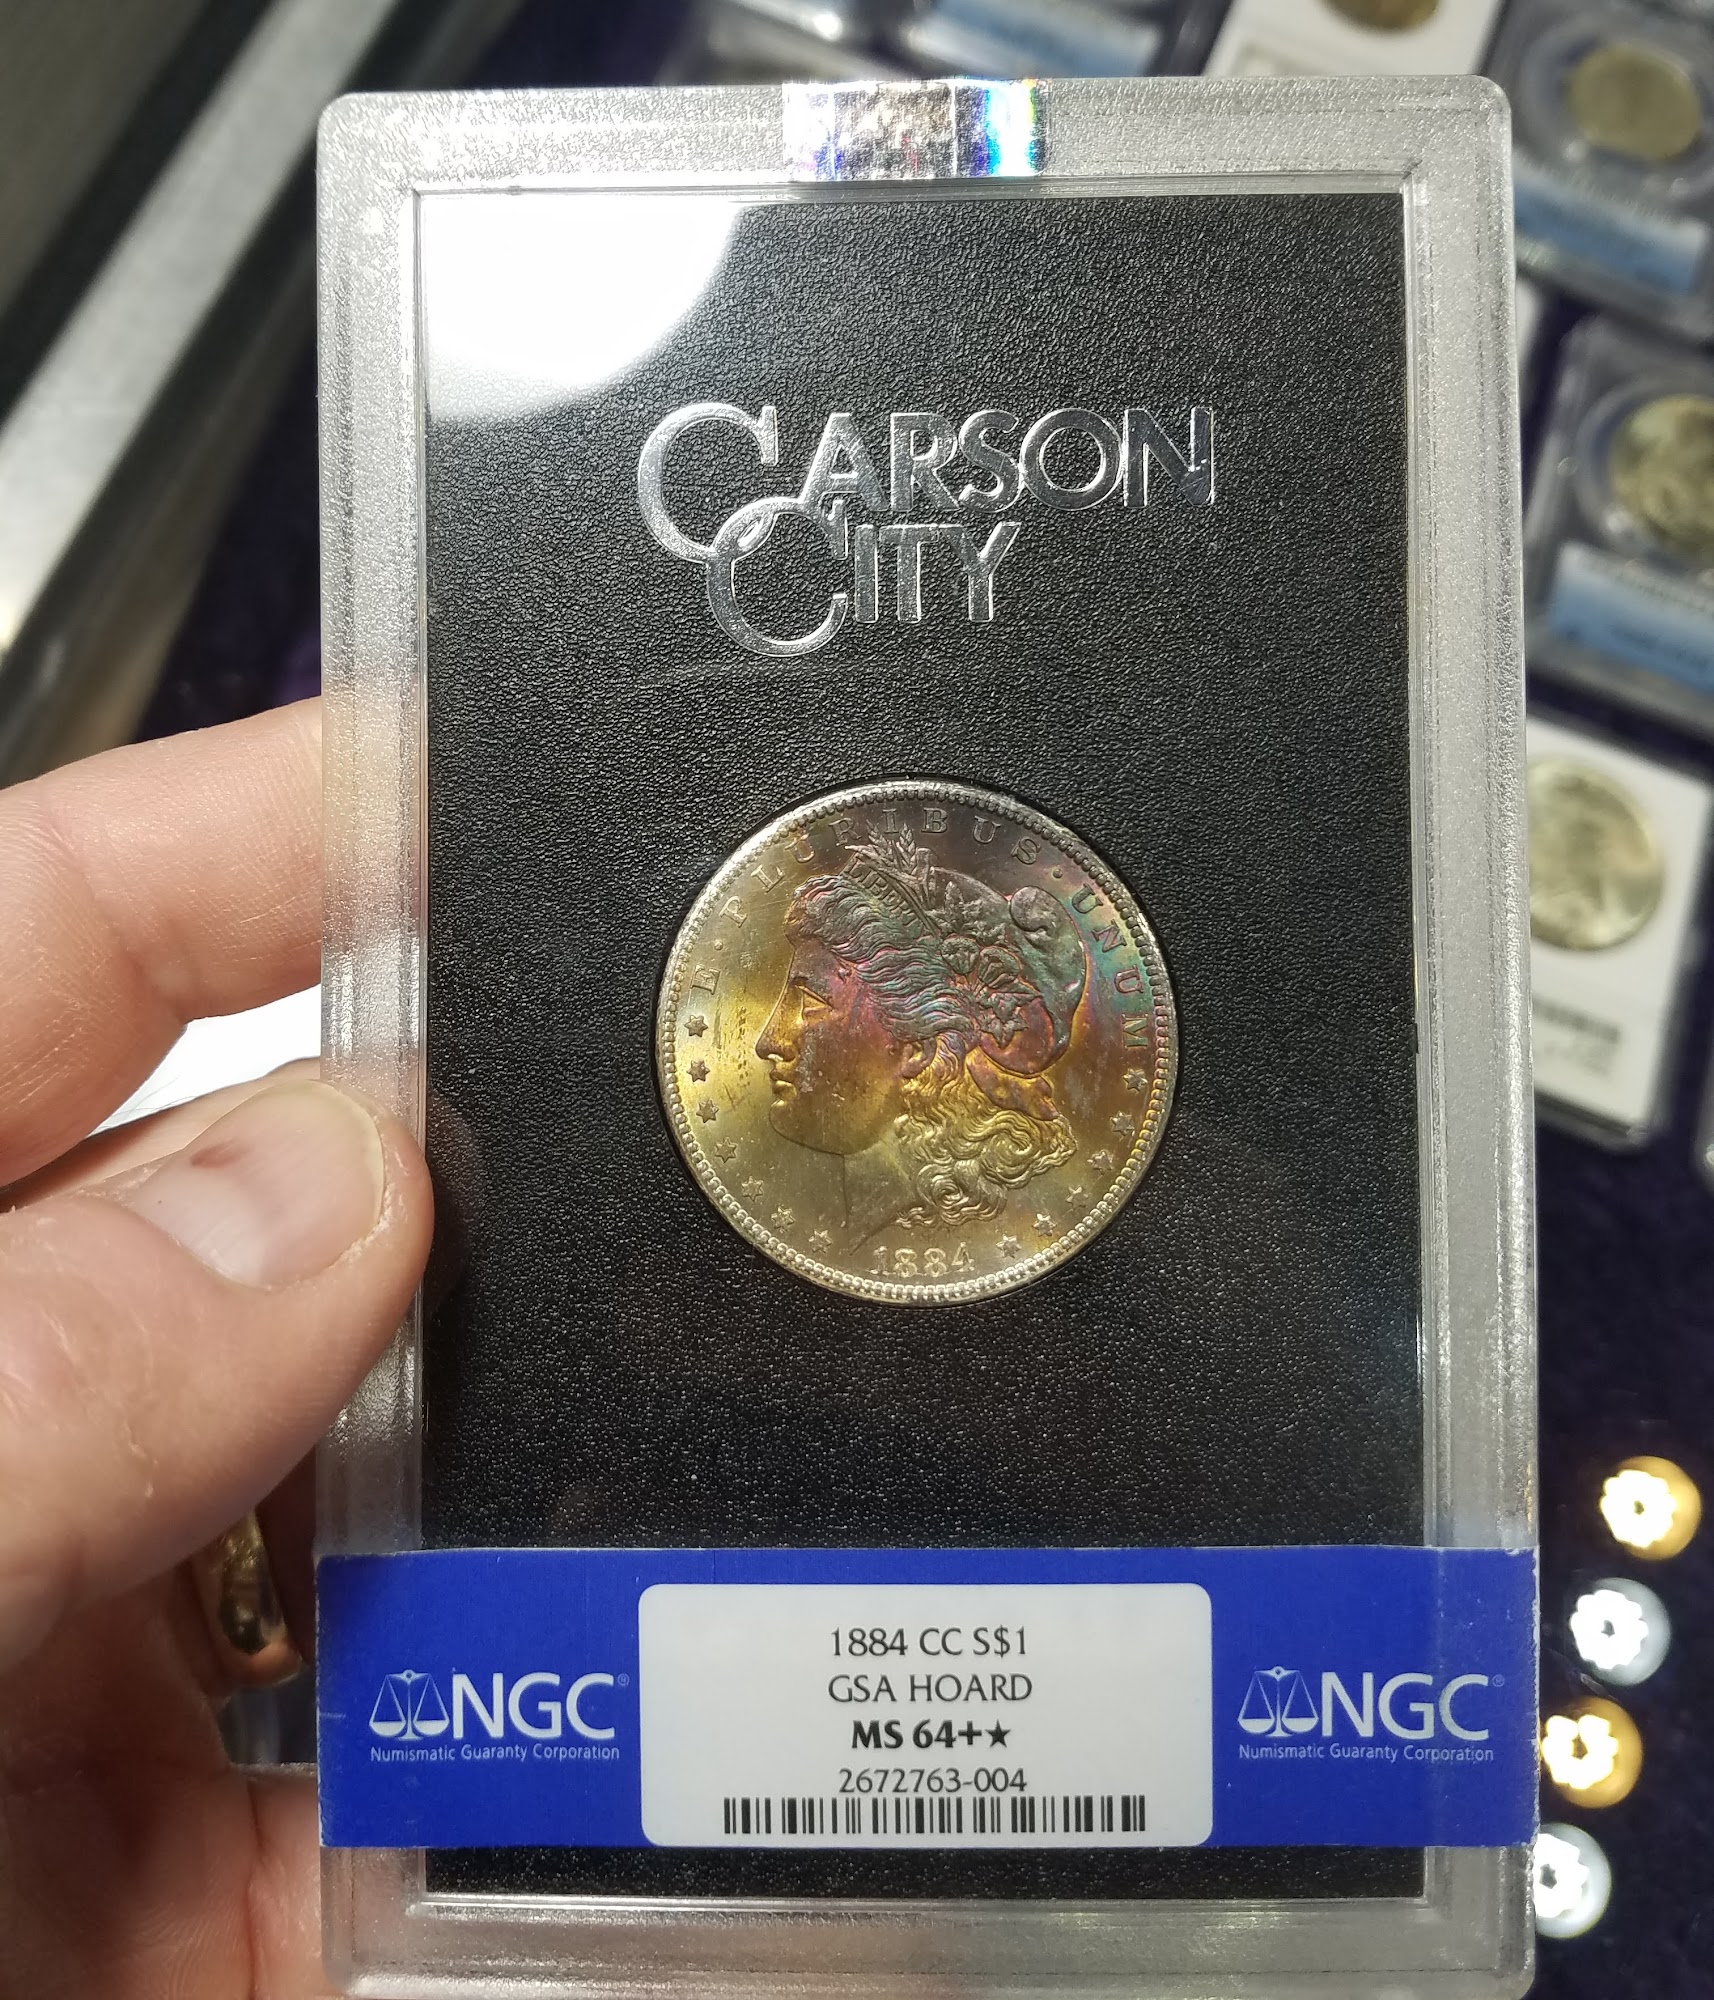 CARSON
CITY
E·PLURIBUS·UNUM
LIBERTY
1884
NGC®
Numismatic Guaranty Corporation
1884 CC S$1
GSA HOARD
MS 64+★
2672763-004
NGC®
Numismatic Guaranty Corporation